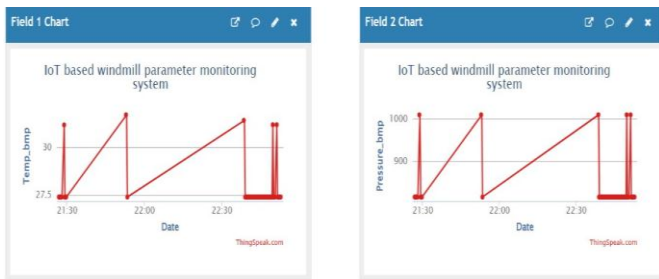 Field 1 Chart
IoT based windmill parameter monitoring
system
Temp_bmp
30
27.5
21:30
22:00
22:30
Date
ThingSpeak.com
Field 2 Chart
IoT based windmill parameter monitoring
system
Pressure_bmp
1000
900
21:30
22:00
22:30
Date
ThingSpeak.com